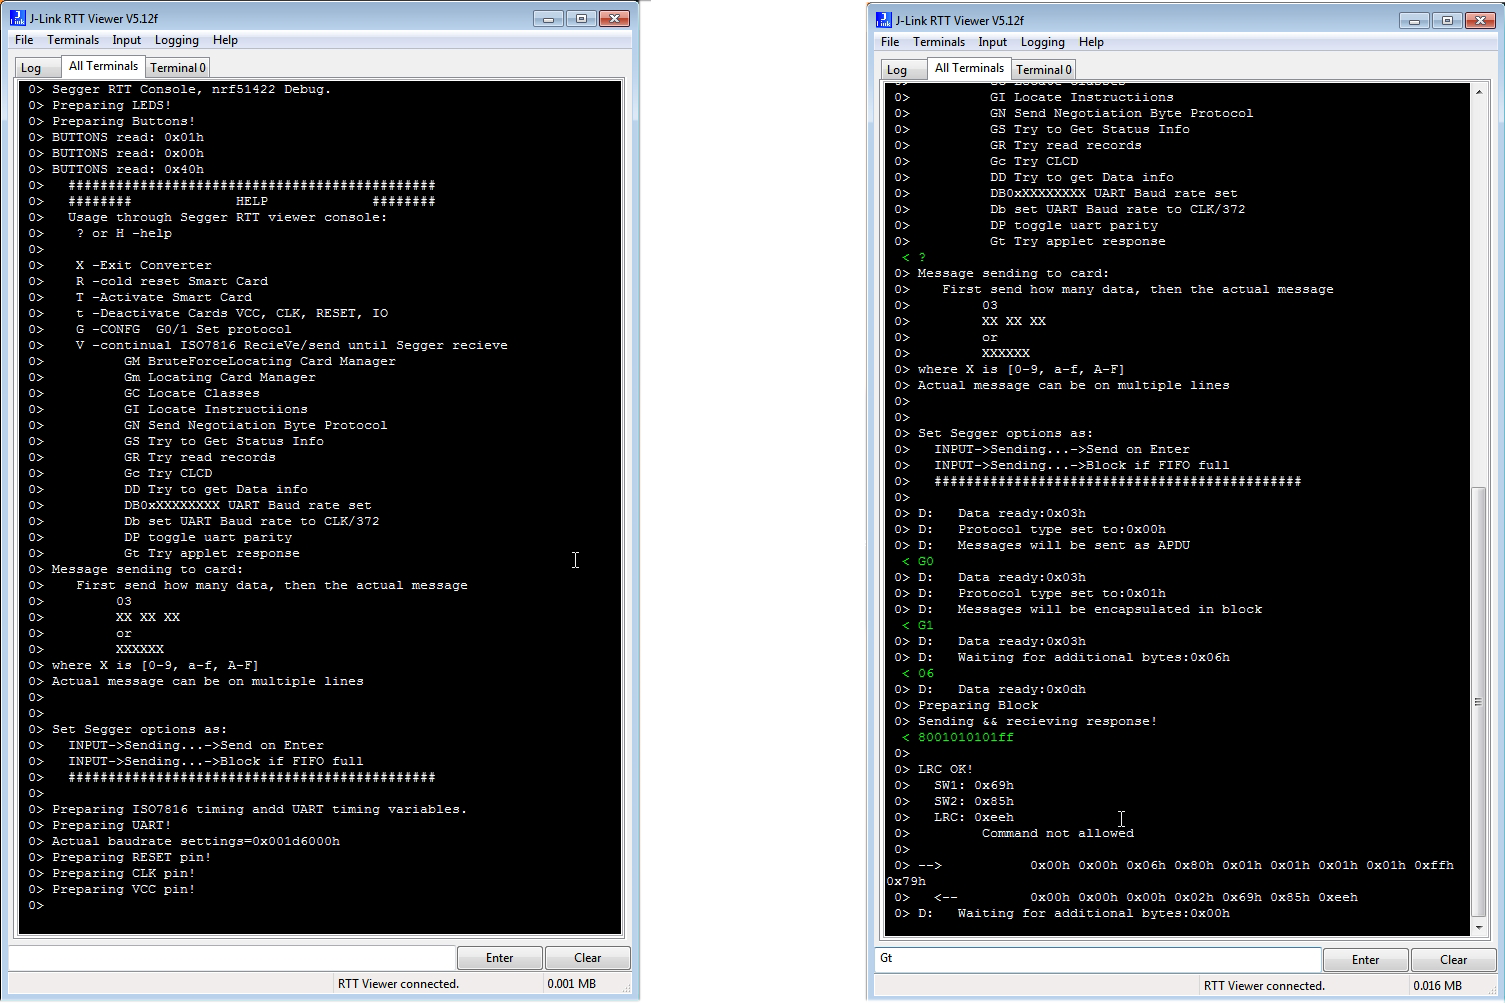 J-Link RTT Viewer V5.12f
File Terminals Input Logging Help
Log All Terminals Terminal 0
0> Segger RTT Console, nrf51422 Debug.
0> Preparing LEDS!
0> Preparing Buttons!
0> BUTTONS read: 0x01h
0> BUTTONS read: 0x00h
0> BUTTONS read: 0x40h
0> ##############################################
0> ######## HELP ########
0> Usage through Segger RTT viewer console:
0> ? or H -help
0>
0> X -Exit Converter
0> R -cold reset Smart Card
0> T -Activate Smart Card
0> t -Deactivate Cards VCC, CLK, RESET, IO
0> G -CONFG G0/1 Set protocol
0> V -continual ISO7816 RecieVe/send until Segger recieve
0> GM BruteForceLocating Card Manager
0> Gm Locating Card Manager
0> GC Locate Classes
0> GI Locate Instructiions
0> GN Send Negotiation Byte Protocol
0> GS Try to Get Status Info
0> GR Try read records
0> Gc Try CLCD
0> DD Try to get Data info
0> DB0xXXXXXXXX UART Baud rate set
0> Db set UART Baud rate to CLK/372
0> DP toggle uart parity
0> Gt Try applet response
0> Message sending to card:
0> First send how many data, then the actual message
0> 03
0> XX XX XX
0> or
0> XXXXXX
0> where X is [0-9, a-f, A-F]
0> Actual message can be on multiple lines
0>
0>
0> Set Segger options as:
0> INPUT->Sending...->Send on Enter
0> INPUT->Sending...->Block if FIFO full
0> ##############################################
0>
0> Preparing ISO7816 timing andd UART timing variables.
0> Preparing UART!
0> Actual baudrate settings=0x001d6000h
0> Preparing RESET pin!
0> Preparing CLK pin!
0> Preparing VCC pin!
0>
Enter Clear
RTT Viewer connected. 0.001 MB
J-Link RTT Viewer V5.12f
File Terminals Input Logging Help
Log All Terminals Terminal 0
0> GC Locate Classes
0> GI Locate Instructiions
0> GN Send Negotiation Byte Protocol
0> GS Try to Get Status Info
0> GR Try read records
0> Gc Try CLCD
0> DD Try to get Data info
0> DB0xXXXXXXXX UART Baud rate set
0> Db set UART Baud rate to CLK/372
0> DP toggle uart parity
0> Gt Try applet response
< ?
0> Message sending to card:
0> First send how many data, then the actual message
0> 03
0> XX XX XX
0> or
0> XXXXXX
0> where X is [0-9, a-f, A-F]
0> Actual message can be on multiple lines
0>
0>
0> Set Segger options as:
0> INPUT->Sending...->Send on Enter
0> INPUT->Sending...->Block if FIFO full
0> ##############################################
0>
0> D: Data ready:0x03h
0> D: Protocol type set to:0x00h
0> D: Messages will be sent as APDU
< G0
0> D: Data ready:0x03h
0> D: Protocol type set to:0x01h
0> D: Messages will be encapsulated in block
< G1
0> D: Data ready:0x03h
0> D: Waiting for additional bytes:0x06h
< 06
0> D: Data ready:0x0dh
0> Preparing Block
0> Sending && recieving response!
< 8001010101ff
0>
0> LRC OK!
0> SW1: 0x69h
0> SW2: 0x85h
0> LRC: 0xeeh
0> Command not allowed
0>
0> --> 0x00h 0x00h 0x06h 0x80h 0x01h 0x01h 0x01h 0x01h 0xffh
0x79h
0> <-- 0x00h 0x00h 0x00h 0x02h 0x69h 0x85h 0xeeh
0> D: Waiting for additional bytes:0x00h
Gt Enter Clear
RTT Viewer connected. 0.016 MB